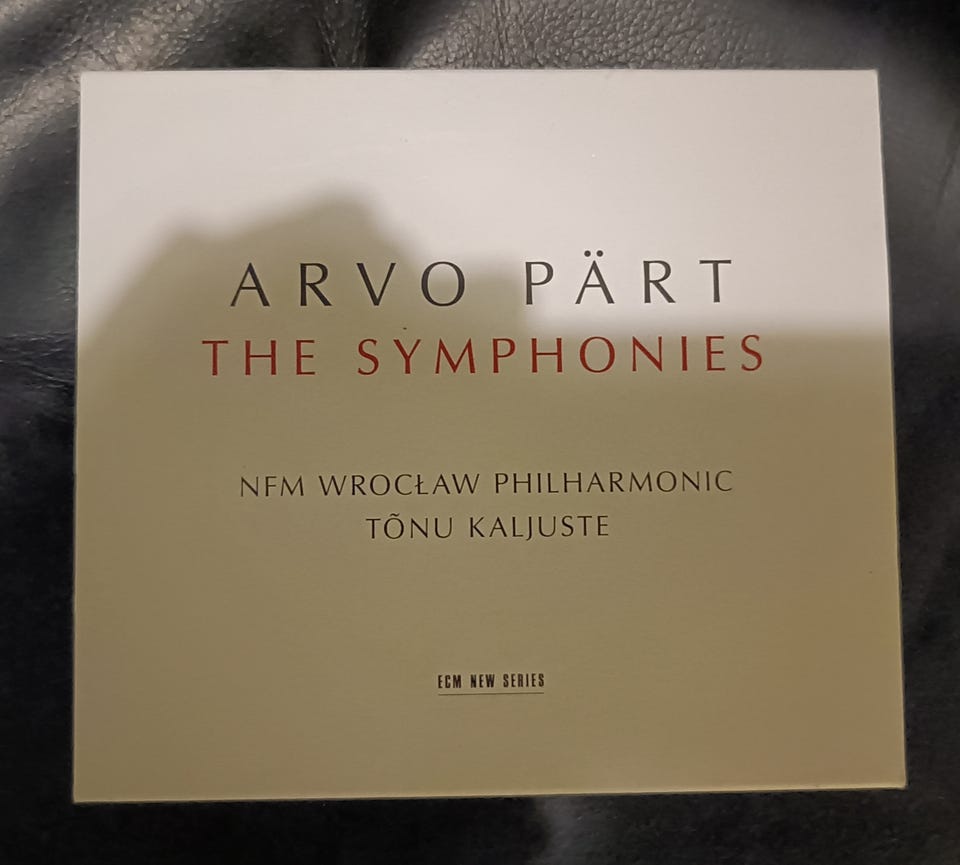 ARVO PÄRT
THE SYMPHONIES
NFM WROCŁAW PHILHARMONIC
TÕNU KALJUSTE
ECM NEW SERIES